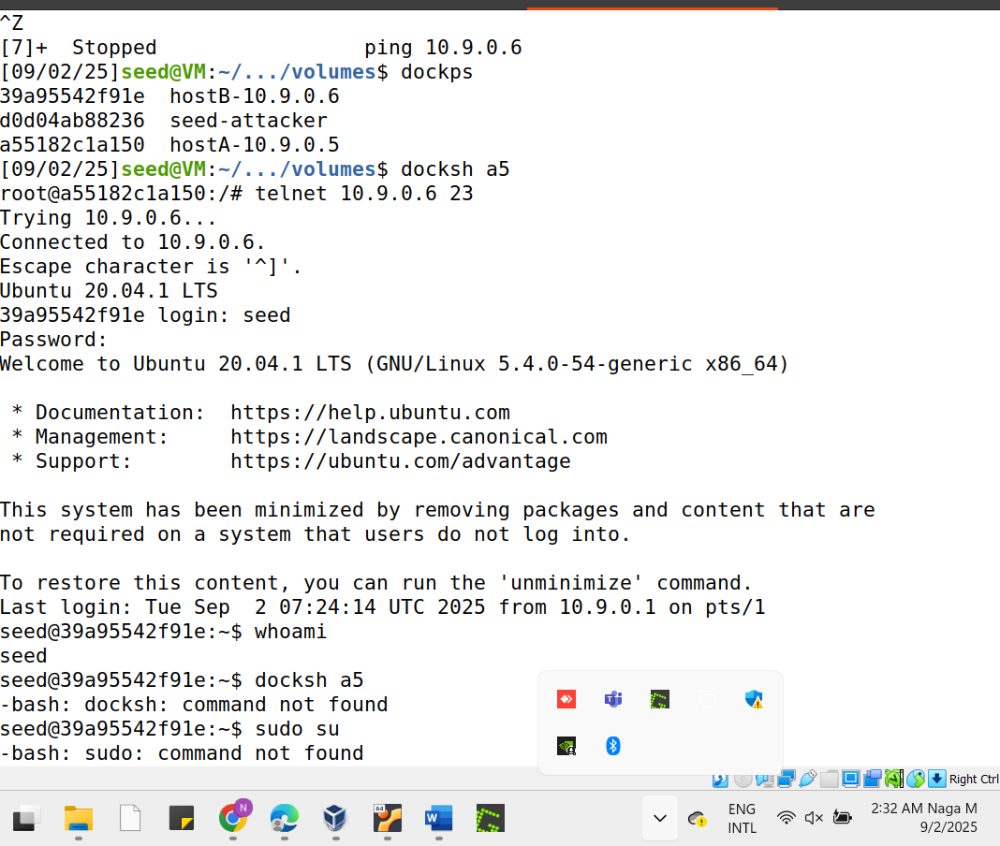 ^Z
[7]+  Stopped                 ping 10.9.0.6
[09/02/25]seed@VM:~/.../volumes$ dockps
39a95542f91e  hostB-10.9.0.6
d0d04ab88236  seed-attacker
a55182c1a150  hostA-10.9.0.5
[09/02/25]seed@VM:~/.../volumes$ docksh a5
root@a55182c1a150:/# telnet 10.9.0.6 23
Trying 10.9.0.6...
Connected to 10.9.0.6.
Escape character is '^]'.
Ubuntu 20.04.1 LTS
39a95542f91e login: seed
Password:
Welcome to Ubuntu 20.04.1 LTS (GNU/Linux 5.4.0-54-generic x86_64)
 * Documentation:  https://help.ubuntu.com
 * Management:     https://landscape.canonical.com
 * Support:        https://ubuntu.com/advantage
This system has been minimized by removing packages and content that are
not required on a system that users do not log into.
To restore this content, you can run the 'unminimize' command.
Last login: Tue Sep  2 07:24:14 UTC 2025 from 10.9.0.1 on pts/1
seed@39a95542f91e:~$ whoami
seed
seed@39a95542f91e:~$ docksh a5
-bash: docksh: command not found
seed@39a95542f91e:~$ sudo su
-bash: sudo: command not found
Right Ctrl
N
64
W
ENG
INTL
2:32 AM Naga M
9/2/2025